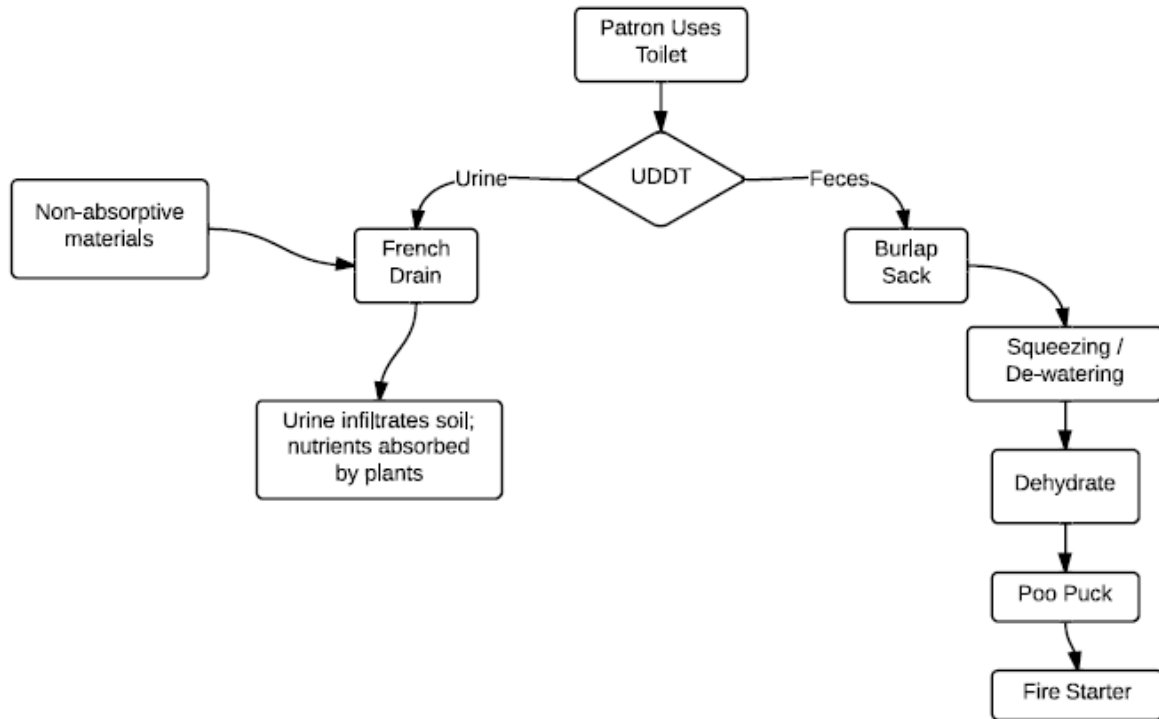 Patron Uses
Toilet
UDDT
Urine
Feces
Non-absorptive
materials
French
Drain
Burlap
Sack
Squeezing /
De-watering
Urine infiltrates soil;
nutrients absorbed
by plants
Dehydrate
Poo Puck
Fire Starter